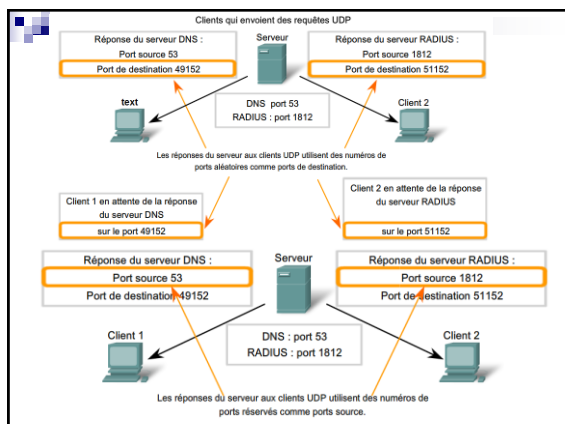 Clients qui envoient des requêtes UDP
Réponse du serveur DNS :
Port source 53
Port de destination 49152
Serveur
Réponse du serveur RADIUS :
Port source 1812
Port de destination 51152
text
DNS port 53
RADIUS : port 1812
Client 2
Les réponses du serveur aux clients UDP utilisent des numéros de
ports aléatoires comme ports de destination.
Client 1 en attente de la réponse
du serveur DNS
sur le port 49152
Client 2 en attente de la réponse
du serveur RADIUS
sur le port 51152
Réponse du serveur DNS :
Port source 53
Port de destination 49152
Serveur
Réponse du serveur RADIUS :
Port source 1812
Port de destination 51152
Client 1
DNS : port 53
RADIUS : port 1812
Client 2
Les réponses du serveur aux clients UDP utilisent des numéros de
ports réservés comme ports source.